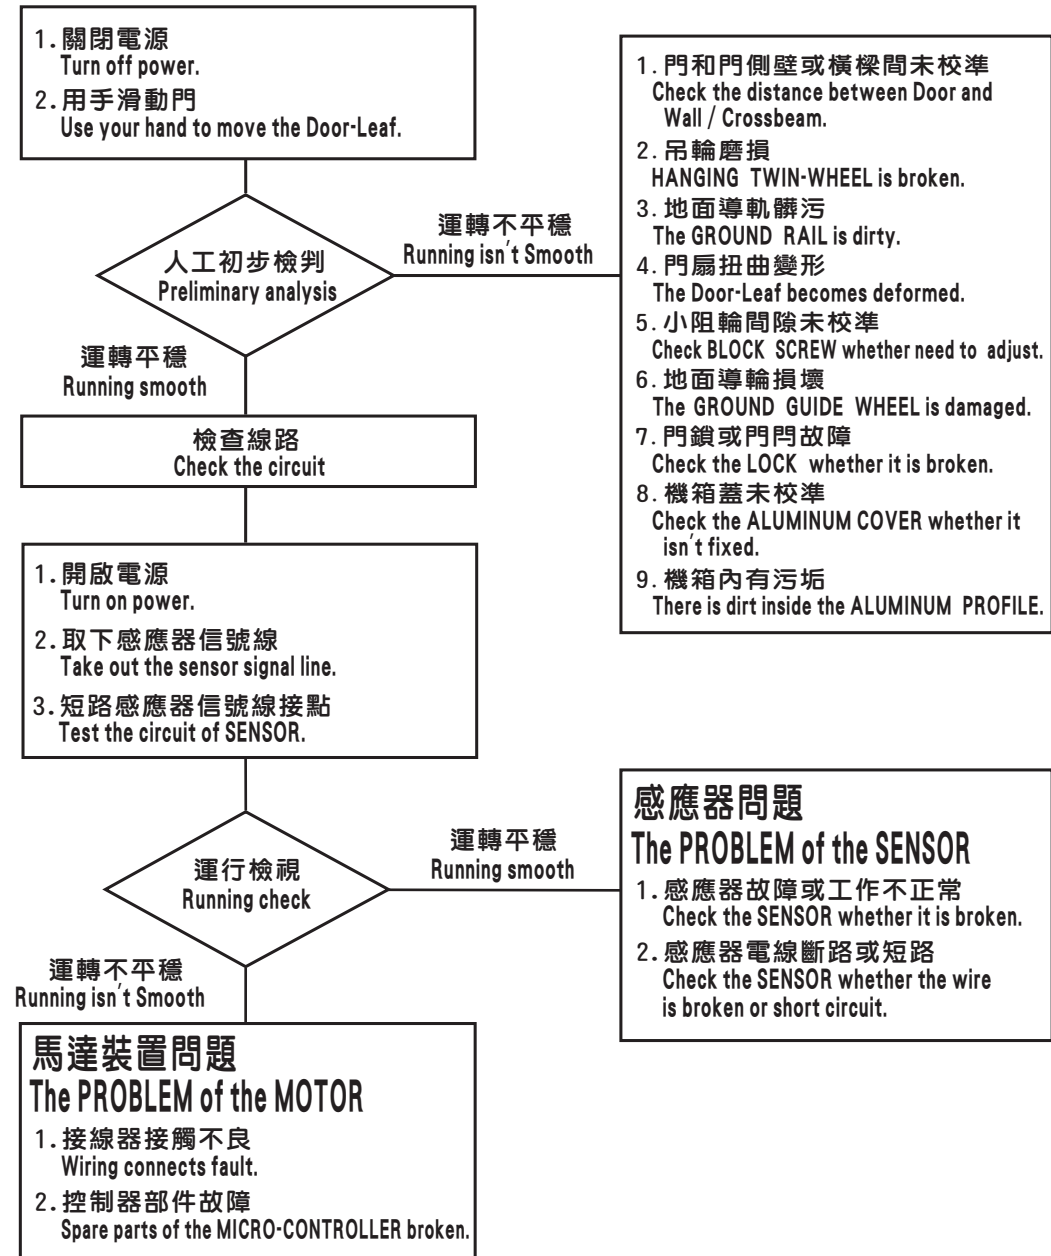 1.關閉電源
Turn off power.
2.用手滑動門
Use your hand to move the Door-Leaf.
人工初步檢判
Preliminary analysis
運轉不平穩
Running isn't Smooth
1.門和門側壁或橫樑間未校準
Check the distance between Door and
Wall / Crossbeam.
2.吊輪磨損
HANGING TWIN-WHEEL is broken.
3.地面導軌髒污
The GROUND RAIL is dirty.
4.門扇扭曲變形
The Door-Leaf becomes deformed.
5.小阻輪間隙未校準
Check BLOCK SCREW whether need to adjust.
6.地面導輪損壞
The GROUND GUIDE WHEEL is damaged.
7.門鎖或門閂故障
Check the LOCK whether it is broken.
8.機箱蓋未校準
Check the ALUMINUM COVER whether it
isn't fixed.
9.機箱內有污垢
There is dirt inside the ALUMINUM PROFILE.
運轉平穩
Running smooth
檢查線路
Check the circuit
1.開啟電源
Turn on power.
2.取下感應器信號線
Take out the sensor signal line.
3.短路感應器信號線接點
Test the circuit of SENSOR.
運行檢視
Running check
運轉平穩
Running smooth
感應器問題
The PROBLEM of the SENSOR
1.感應器故障或工作不正常
Check the SENSOR whether it is broken.
2.感應器電線斷路或短路
Check the SENSOR whether the wire
is broken or short circuit.
運轉不平穩
Running isn't Smooth
馬達裝置問題
The PROBLEM of the MOTOR
1.接線器接觸不良
Wiring connects fault.
2.控制器部件故障
Spare parts of the MICRO-CONTROLLER broken.